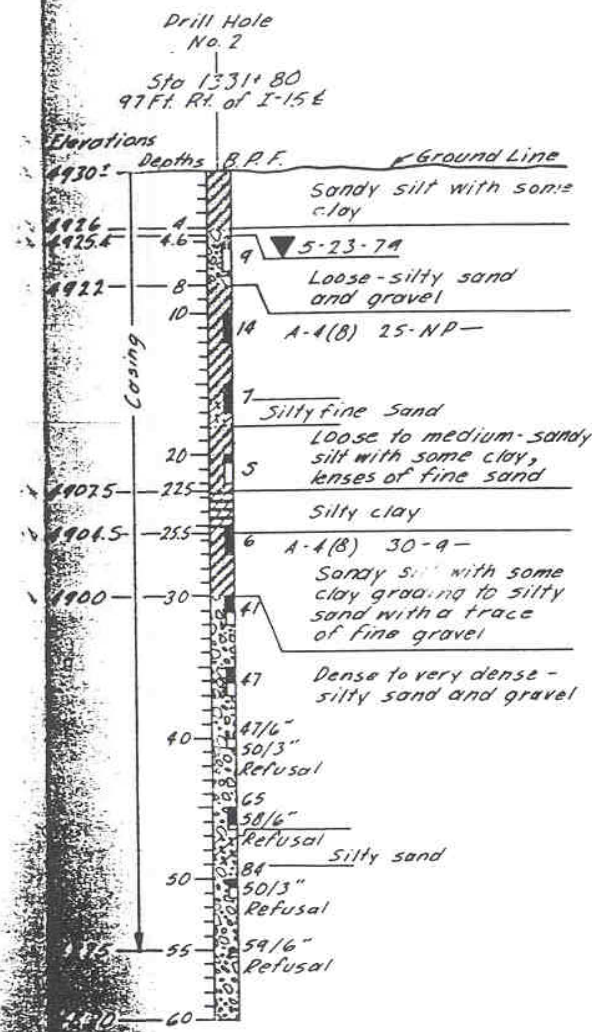 Drill Hole
No. 2
Sta 1331+80
97 Ft. Rt. of I-15 ℄
Elevations
Depths B.P.F.
Ground Line
4930±
Sandy silt with some
clay
4926 4
4925.4 4.6
▼ 5-23-74
9
4922 8
Loose-silty sand
and gravel
10
14 A-4(8) 25-NP—
Casing
7
Silty fine Sand
Loose to medium-sandy
silt with some clay,
lenses of fine sand
20
5
4907.5 22.5
Silty clay
4904.5 25.5
6 A-4(8) 30-9—
Sandy silt with some
clay grading to silty
sand with a trace
of fine gravel
4900 30
41
Dense to very dense-
silty sand and gravel
47
40 47/6"
50/3"
Refusal
65
58/6"
Refusal
Silty sand
84
50 50/3"
Refusal
55 59/6"
Refusal
60